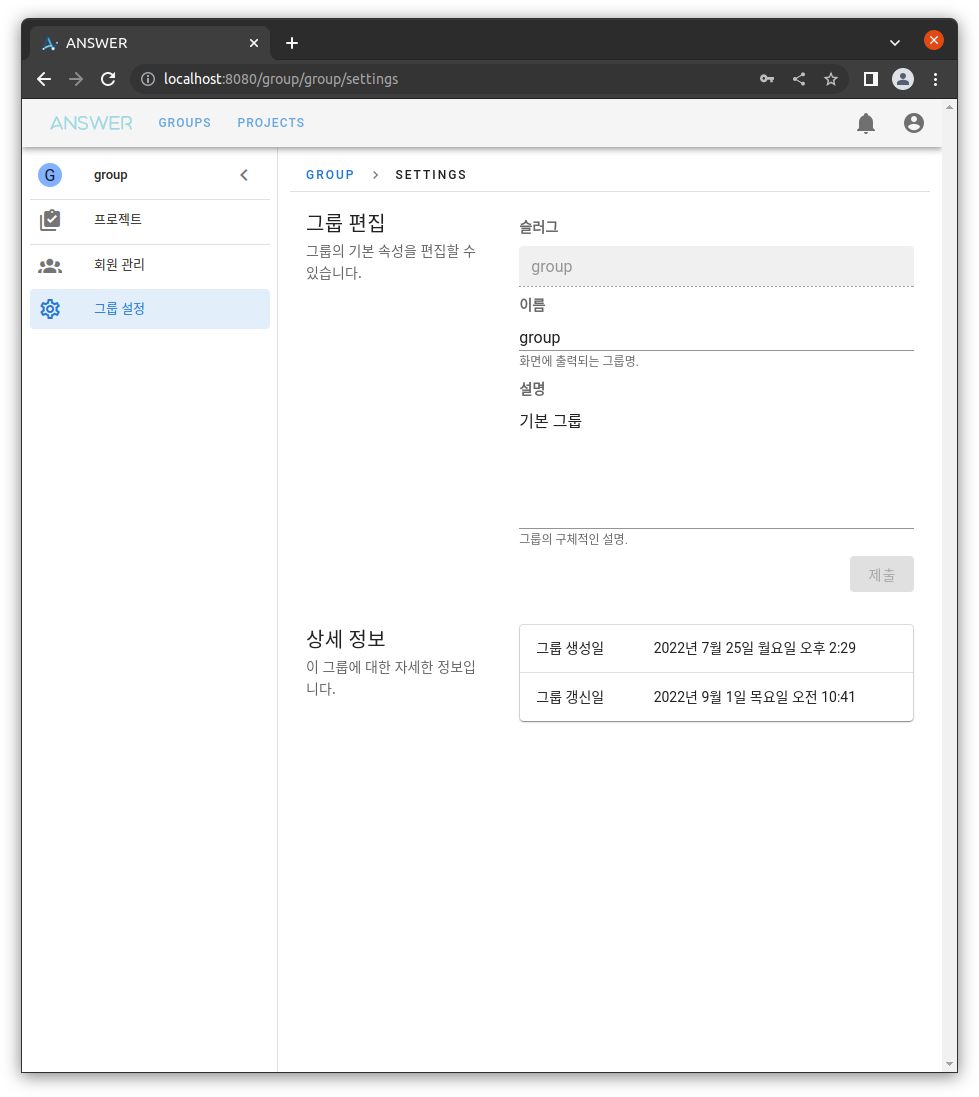 ANSWER
localhost:8080/group/group/settings
ANSWER GROUPS PROJECTS
G group
프로젝트
회원 관리
그룹 설정
GROUP > SETTINGS
그룹 편집
그룹의 기본 속성을 편집할 수
있습니다.
슬러그
group
이름
group
화면에 출력되는 그룹명.
설명
기본 그룹
그룹의 구체적인 설명.
제출
상세 정보
이 그룹에 대한 자세한 정보입
니다.
그룹 생성일 2022년 7월 25일 월요일 오후 2:29
그룹 갱신일 2022년 9월 1일 목요일 오전 10:41